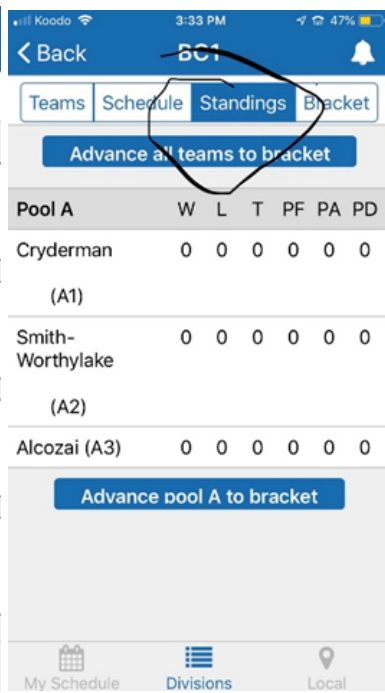 Koodo 3:33 PM 47%
Back BC1
Teams Schedule Standings Bracket
Advance all teams to bracket
Pool A W L T PF PA PD
Cryderman 0 0 0 0 0 0
(A1)
Smith- 0 0 0 0 0 0
Worthylake
(A2)
Alcozai (A3) 0 0 0 0 0 0
Advance pool A to bracket
My Schedule Divisions Local